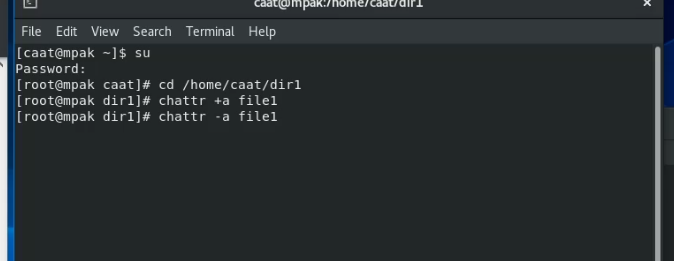 caat@mpak:/home/caat/dir1
File Edit View Search Terminal Help
[caat@mpak ~]$ su
Password:
[root@mpak caat]# cd /home/caat/dir1
[root@mpak dir1]# chattr +a file1
[root@mpak dir1]# chattr -a file1